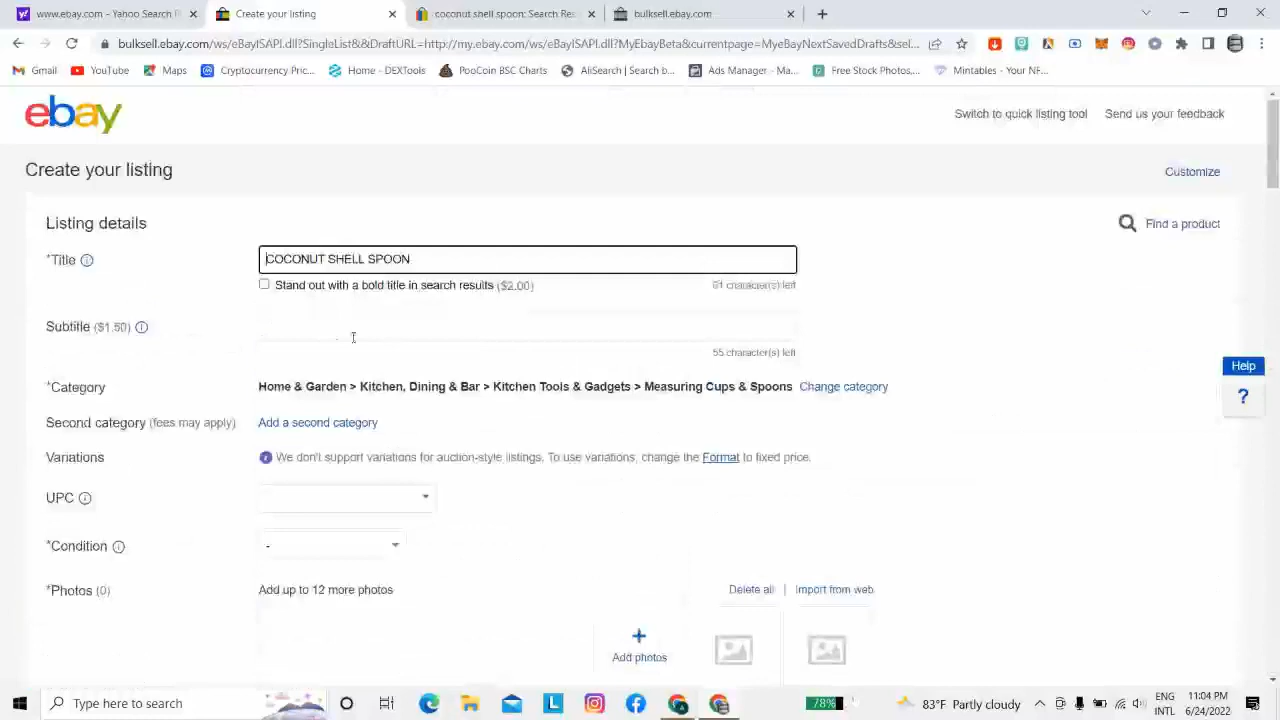 www.ebay.com - Yahoo Search R
Create your listing
coconut shell spoon: Search Res
bulksell.ebay.com
bulksell.ebay.com/ws/eBayISAPI.dll?SingleList&&DraftURL=http://my.ebay.com/ws/eBayISAPI.dll?MyEbayBeta&currentpage=MyeBayNextSavedDrafts&sel...
Gmail
YouTube
Maps
Cryptocurrency Pric...
Home - DEXTools
PooCoin BSC Charts
AliSearch | Search b...
Ads Manager - Ma...
Free Stock Photos,...
Mintables - Your NF...
ebay
Switch to quick listing tool
Send us your feedback
Create your listing
Customize
Listing details
Find a product
*Title
COCONUT SHELL SPOON
Stand out with a bold title in search results ($2.00)
61 character(s) left
Subtitle ($1.50)
55 character(s) left
*Category
Home & Garden > Kitchen, Dining & Bar > Kitchen Tools & Gadgets > Measuring Cups & Spoons Change category
Second category (fees may apply)
Add a second category
Variations
We don't support variations for auction-style listings. To use variations, change the Format to fixed price.
UPC
*Condition
-
*Photos (0)
Add up to 12 more photos
Delete all | Import from web
Add photos
Help
?
Type here to search
78%
83°F Partly cloudy
ENG
INTL
11:04 PM
6/24/2022